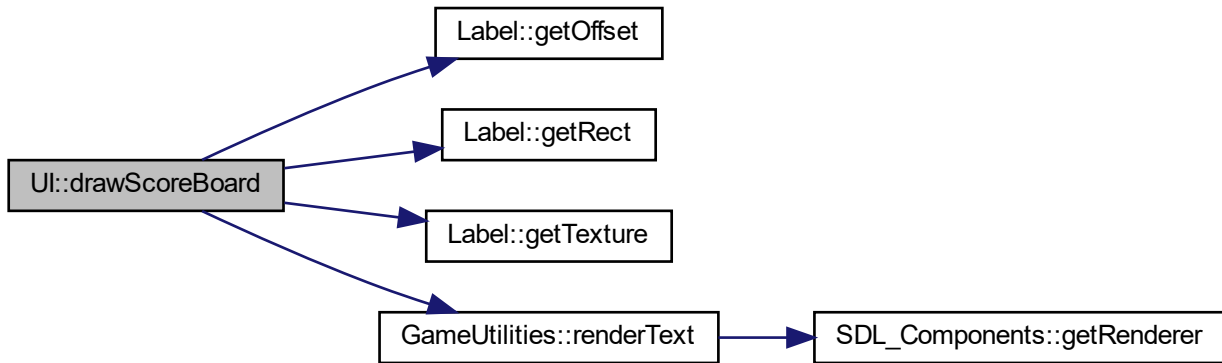 Label::getOffset
Label::getRect
UI::drawScoreBoard
Label::getTexture
GameUtilities::renderText
SDL_Components::getRenderer